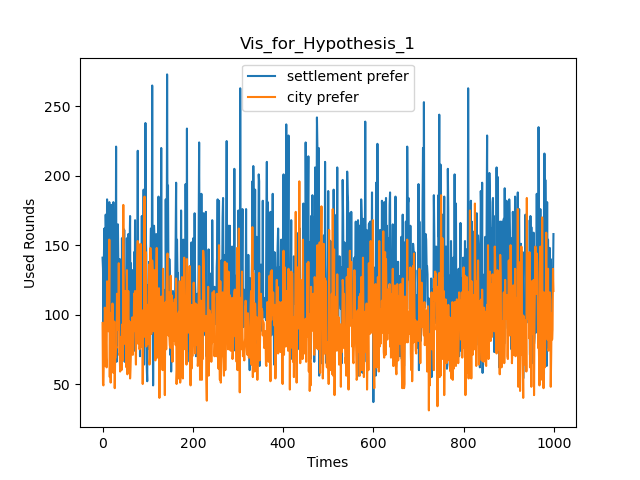 Vis_for_Hypothesis_1
settlement prefer
city prefer
Used Rounds
250
200
150
100
50
0 200 400 600 800 1000
Times